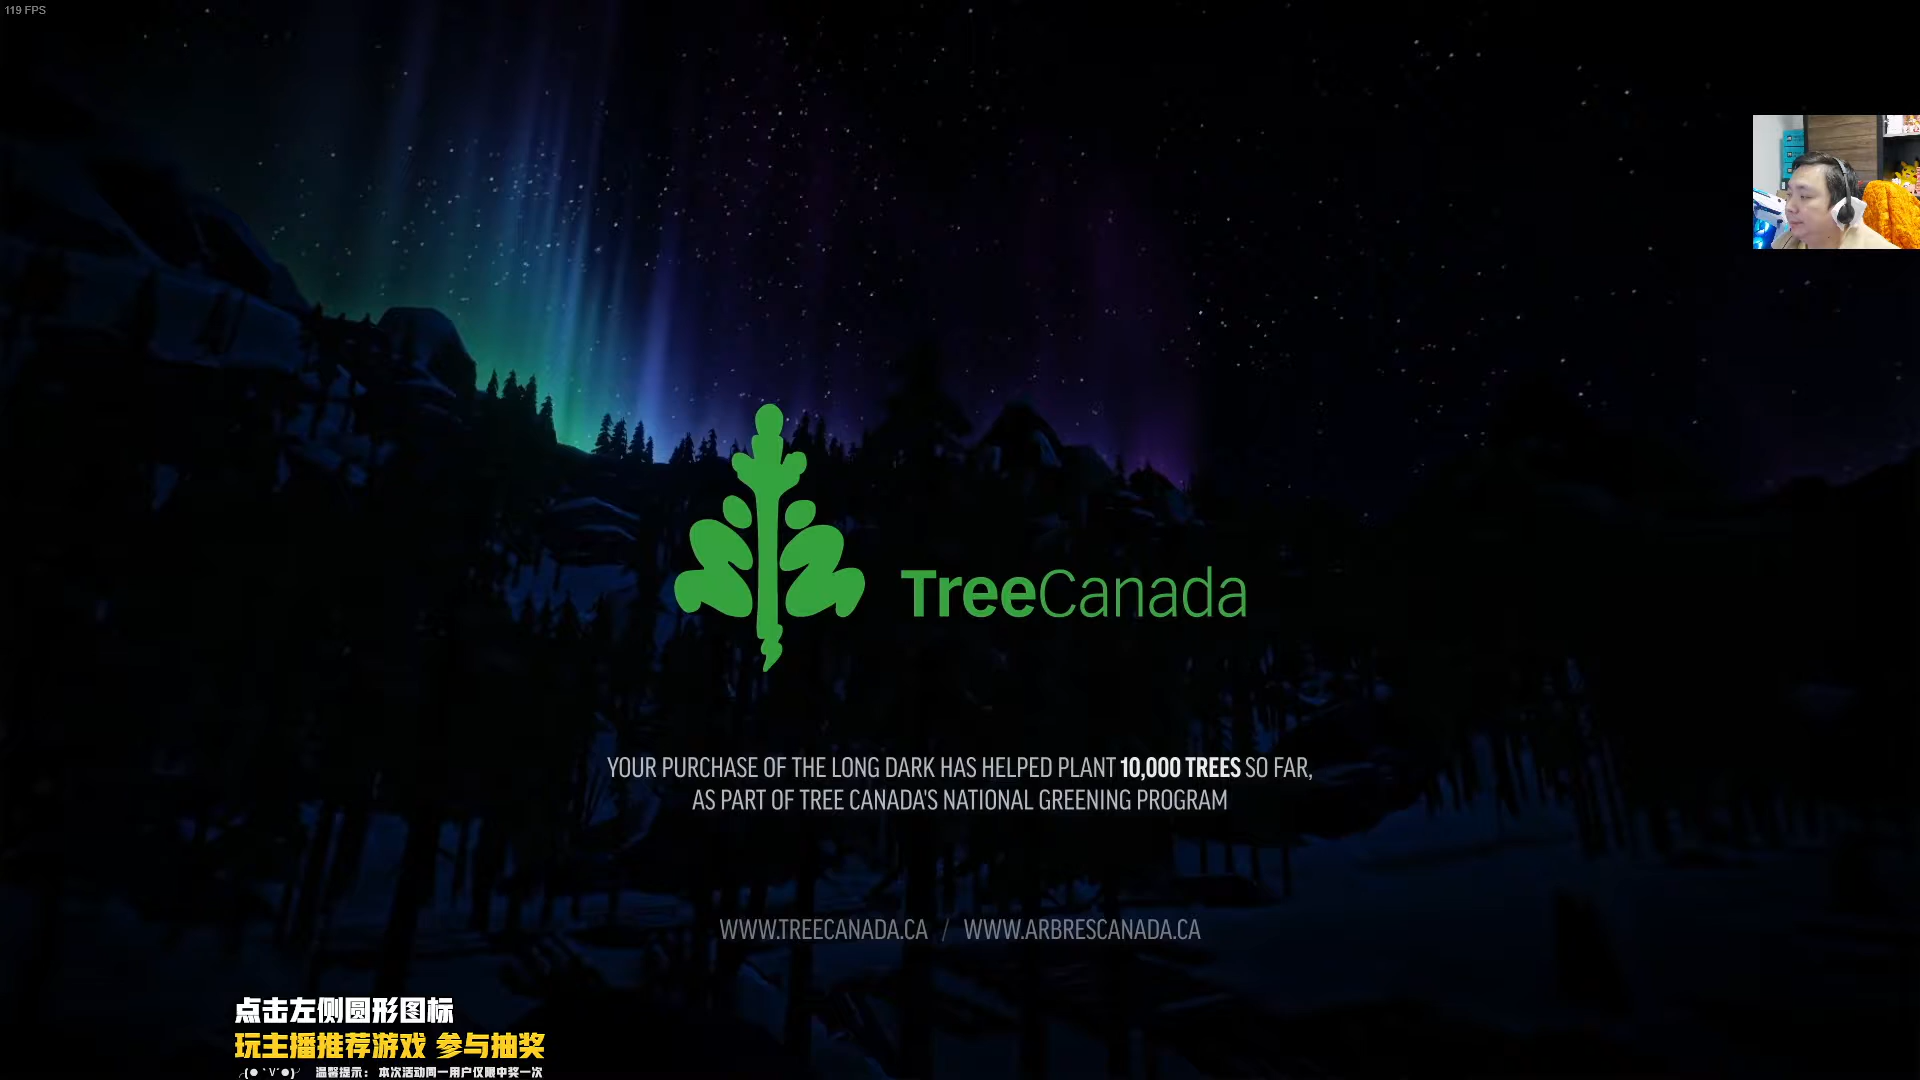 119 FPS
TreeCanada
YOUR PURCHASE OF THE LONG DARK HAS HELPED PLANT 10,000 TREES SO FAR,
AS PART OF TREE CANADA'S NATIONAL GREENING PROGRAM
WWW.TREECANADA.CA / WWW.ARBRESCANADA.CA
点击左侧圆形图标
玩主播推荐游戏 参与抽奖
╭(●`∨´●)╯ 温馨提示：本次活动同一用户仅限中奖一次